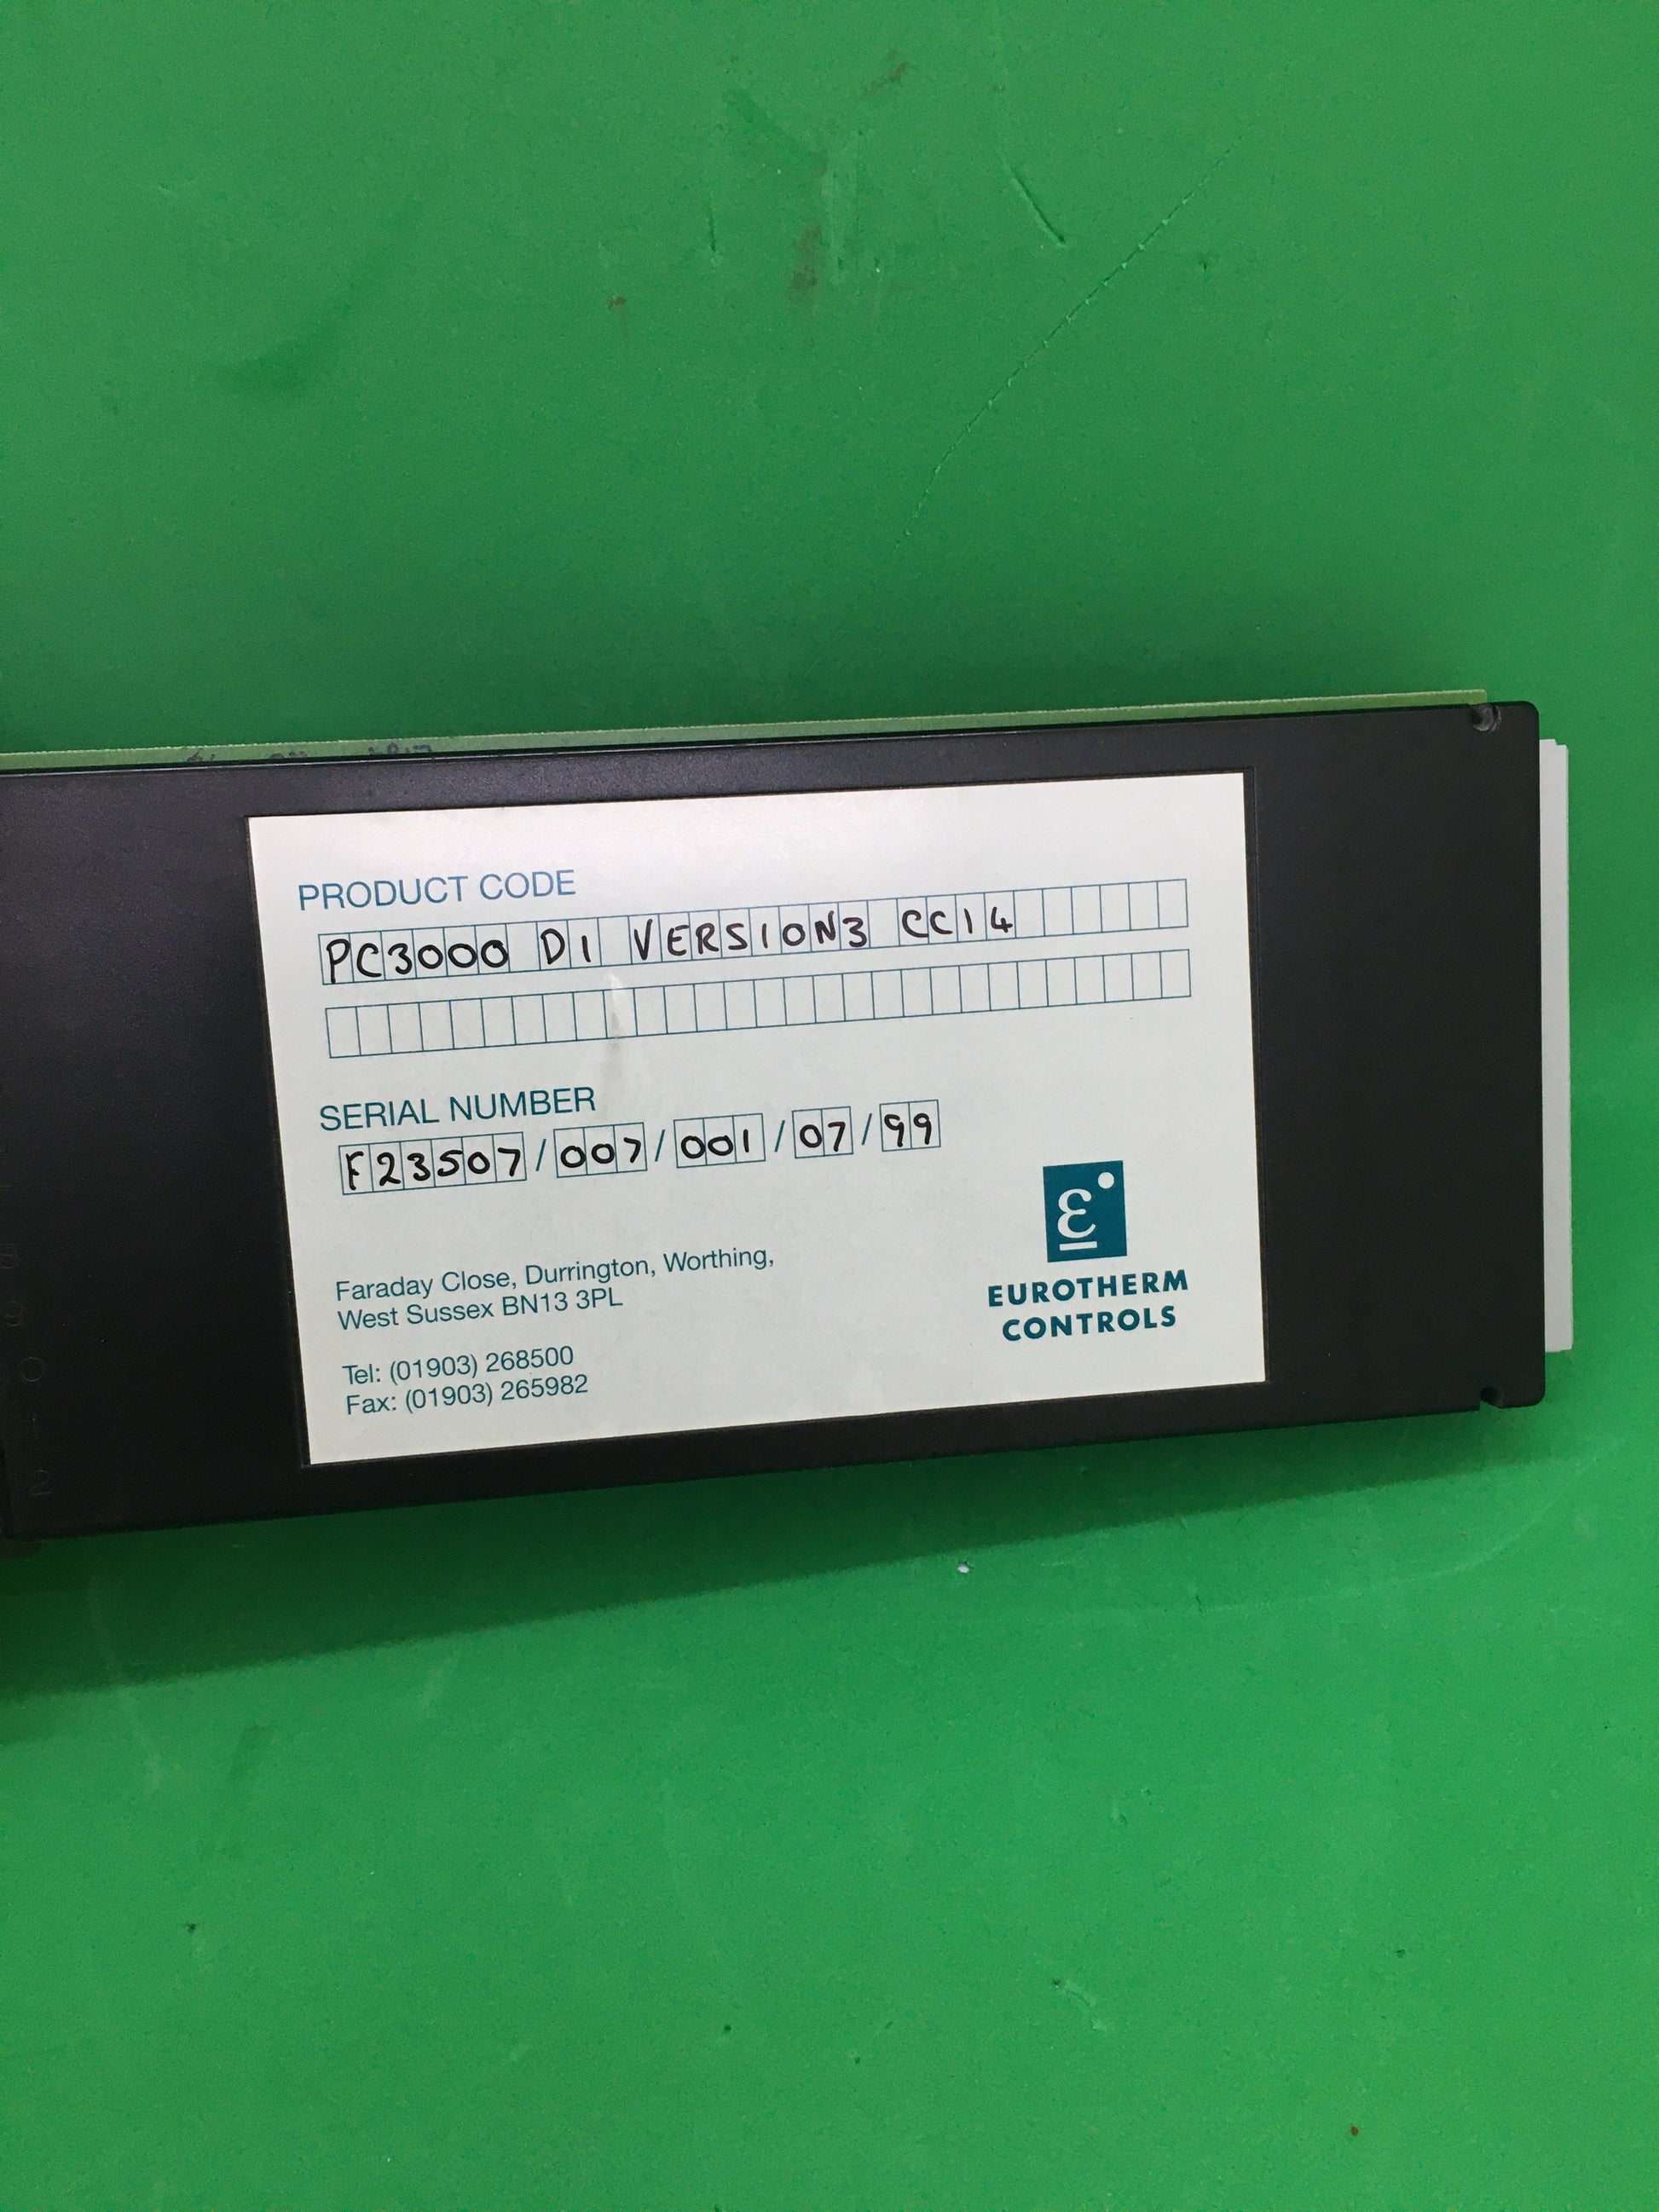 PRODUCT CODE
PC3000 DI VERSION3 CC14
SERIAL NUMBER
F23507/007/001/07/99
Faraday Close, Durrington, Worthing,
West Sussex BN13 3PL
Tel: (01903) 268500
Fax: (01903) 265982
EUROTHERM
CONTROLS